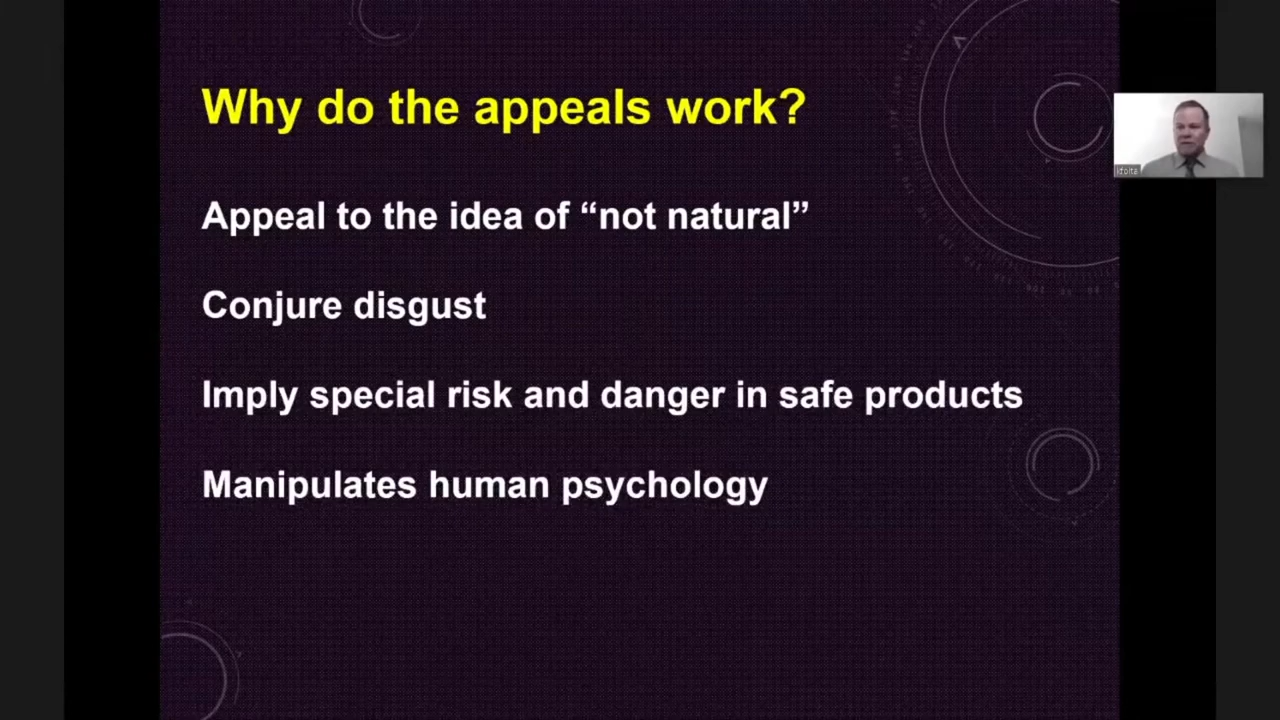 Why do the appeals work?
Appeal to the idea of “not natural”
Conjure disgust
Imply special risk and danger in safe products
Manipulates human psychology
kfolta